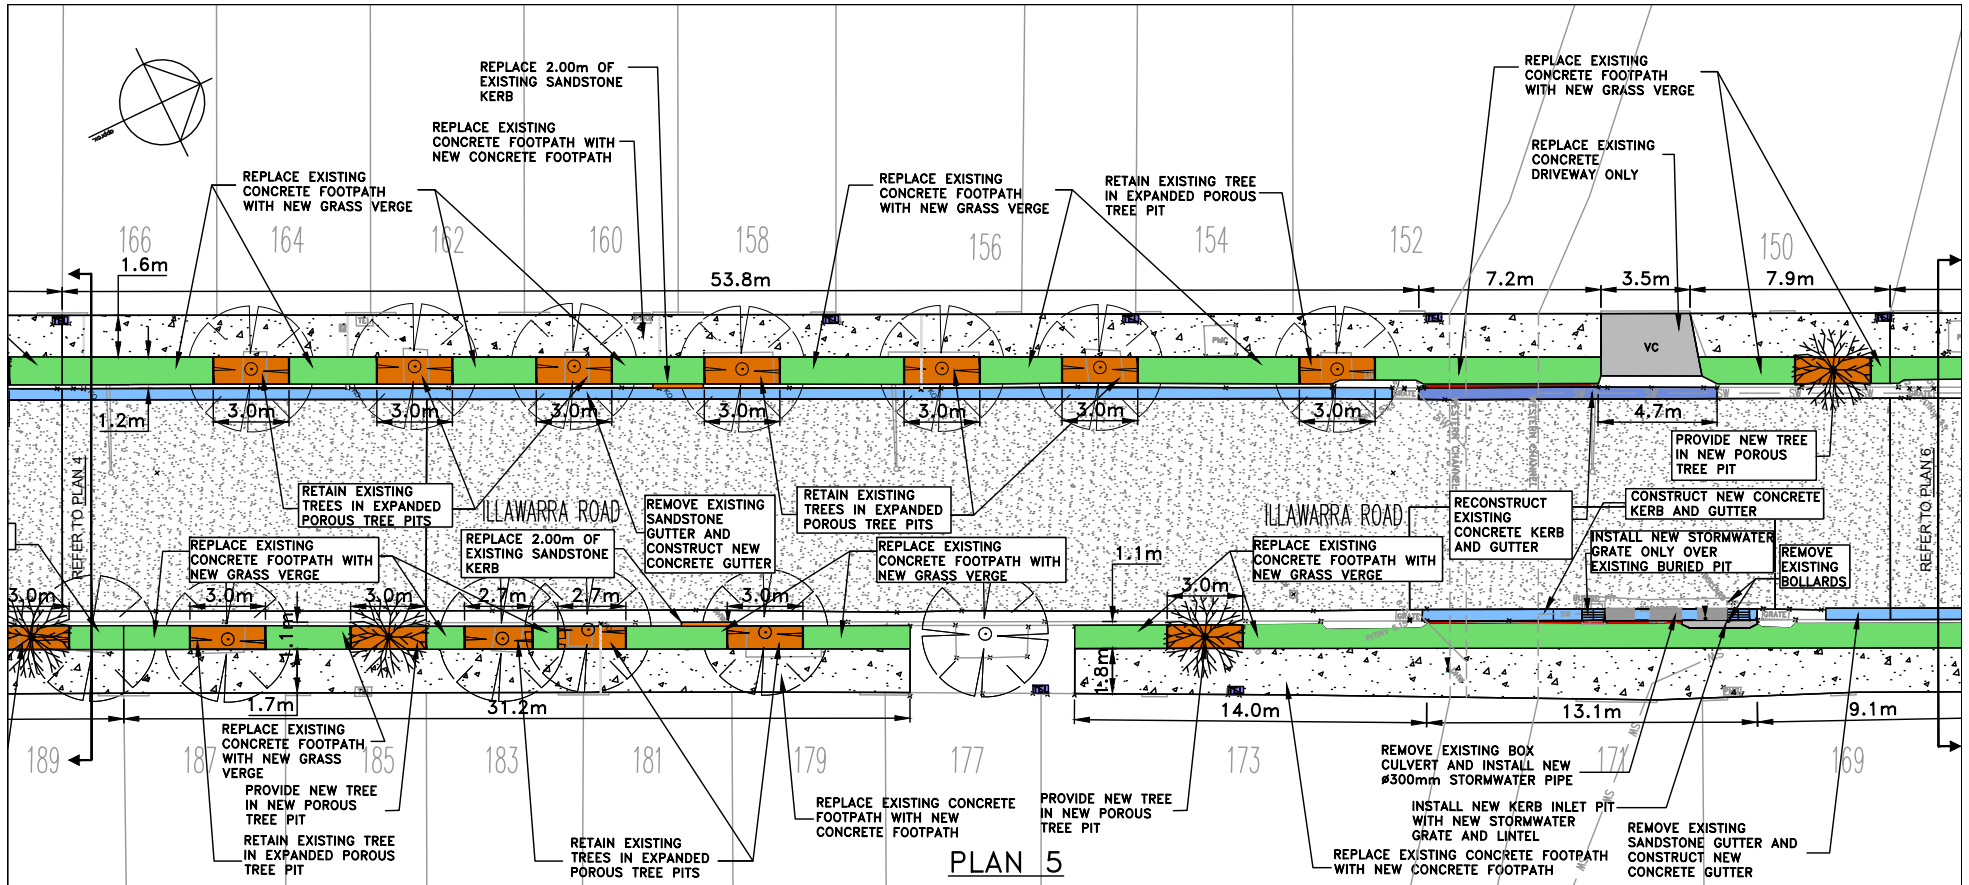 REPLACE 2.00m OF
EXISTING SANDSTONE
KERB
REPLACE EXISTING
CONCRETE FOOTPATH WITH
NEW CONCRETE FOOTPATH
REPLACE EXISTING
CONCRETE FOOTPATH
WITH NEW GRASS VERGE
REPLACE EXISTING
CONCRETE FOOTPATH
WITH NEW GRASS VERGE
RETAIN EXISTING TREE
IN EXPANDED POROUS
TREE PIT
REPLACE EXISTING
CONCRETE FOOTPATH
WITH NEW GRASS VERGE
REPLACE EXISTING
CONCRETE
DRIVEWAY ONLY
approx.
166
164
162
160
158
156
154
152
150
1.6m
53.8m
7.2m
3.5m
7.9m
VC
3.0m
3.0m
3.0m
3.0m
3.0m
3.0m
3.0m
4.7m
1.2m
PROVIDE NEW TREE
IN NEW POROUS
TREE PIT
REFER TO PLAN 4
REFER TO PLAN 6
RETAIN EXISTING
TREES IN EXPANDED
POROUS TREE PITS
ILLAWARRA ROAD
REMOVE EXISTING
SANDSTONE
GUTTER AND
CONSTRUCT NEW
CONCRETE GUTTER
RETAIN EXISTING
TREES IN EXPANDED
POROUS TREE PITS
ILLAWARRA ROAD
RECONSTRUCT
EXISTING
CONCRETE KERB
AND GUTTER
CONSTRUCT NEW CONCRETE
KERB AND GUTTER
INSTALL NEW STORMWATER
GRATE ONLY OVER
EXISTING BURIED PIT
REMOVE
EXISTING
BOLLARDS
REPLACE EXISTING
CONCRETE FOOTPATH WITH
NEW GRASS VERGE
REPLACE 2.00m OF
EXISTING SANDSTONE
KERB
REPLACE EXISTING
CONCRETE FOOTPATH WITH
NEW GRASS VERGE
1.1m
REPLACE EXISTING
CONCRETE FOOTPATH WITH
NEW GRASS VERGE
3.0m
3.0m
3.0m
2.7m
2.7m
3.0m
3.0m
1.1m
1.8m
GRATE
GRATE
1.7m
31.2m
14.0m
13.1m
9.1m
189
187
185
183
181
179
177
173
171
169
SW
SW
SW
REPLACE EXISTING
CONCRETE FOOTPATH
WITH NEW GRASS
VERGE
PROVIDE NEW TREE
IN NEW POROUS
TREE PIT
RETAIN EXISTING TREE
IN EXPANDED POROUS
TREE PIT
RETAIN EXISTING
TREES IN EXPANDED
POROUS TREE PITS
REPLACE EXISTING CONCRETE
FOOTPATH WITH NEW
CONCRETE FOOTPATH
PROVIDE NEW TREE
IN NEW POROUS
TREE PIT
REMOVE EXISTING BOX
CULVERT AND INSTALL NEW
ø300mm STORMWATER PIPE
INSTALL NEW KERB INLET PIT
WITH NEW STORMWATER
GRATE AND LINTEL
REPLACE EXISTING CONCRETE FOOTPATH
WITH NEW CONCRETE FOOTPATH
REMOVE EXISTING
SANDSTONE GUTTER AND
CONSTRUCT NEW
CONCRETE GUTTER
PLAN 5